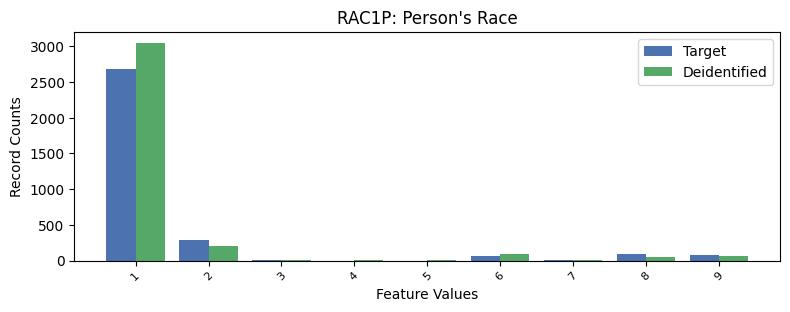 RAC1P: Person's Race
Target
Deidentified
Record Counts
3000
2500
2000
1500
1000
500
0
1 2 3 4 5 6 7 8 9
Feature Values